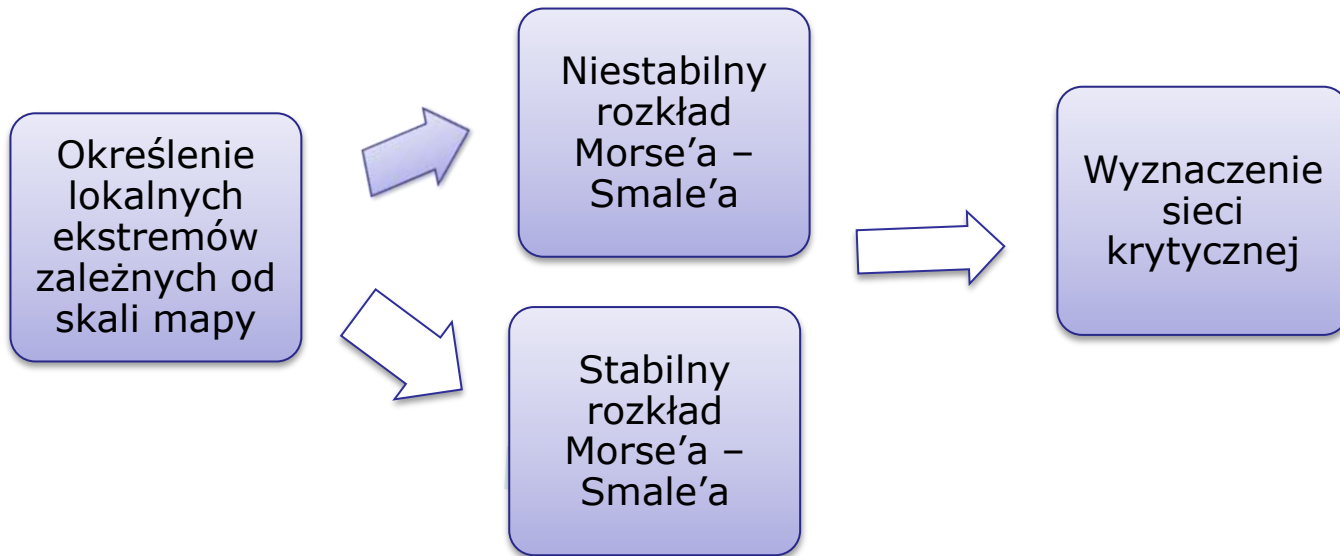 Określenie
lokalnych
ekstremów
zależnych od
skali mapy
Niestabilny
rozkład
Morse’a –
Smale’a
Stabilny
rozkład
Morse’a –
Smale’a
Wyznaczenie
sieci
krytycznej